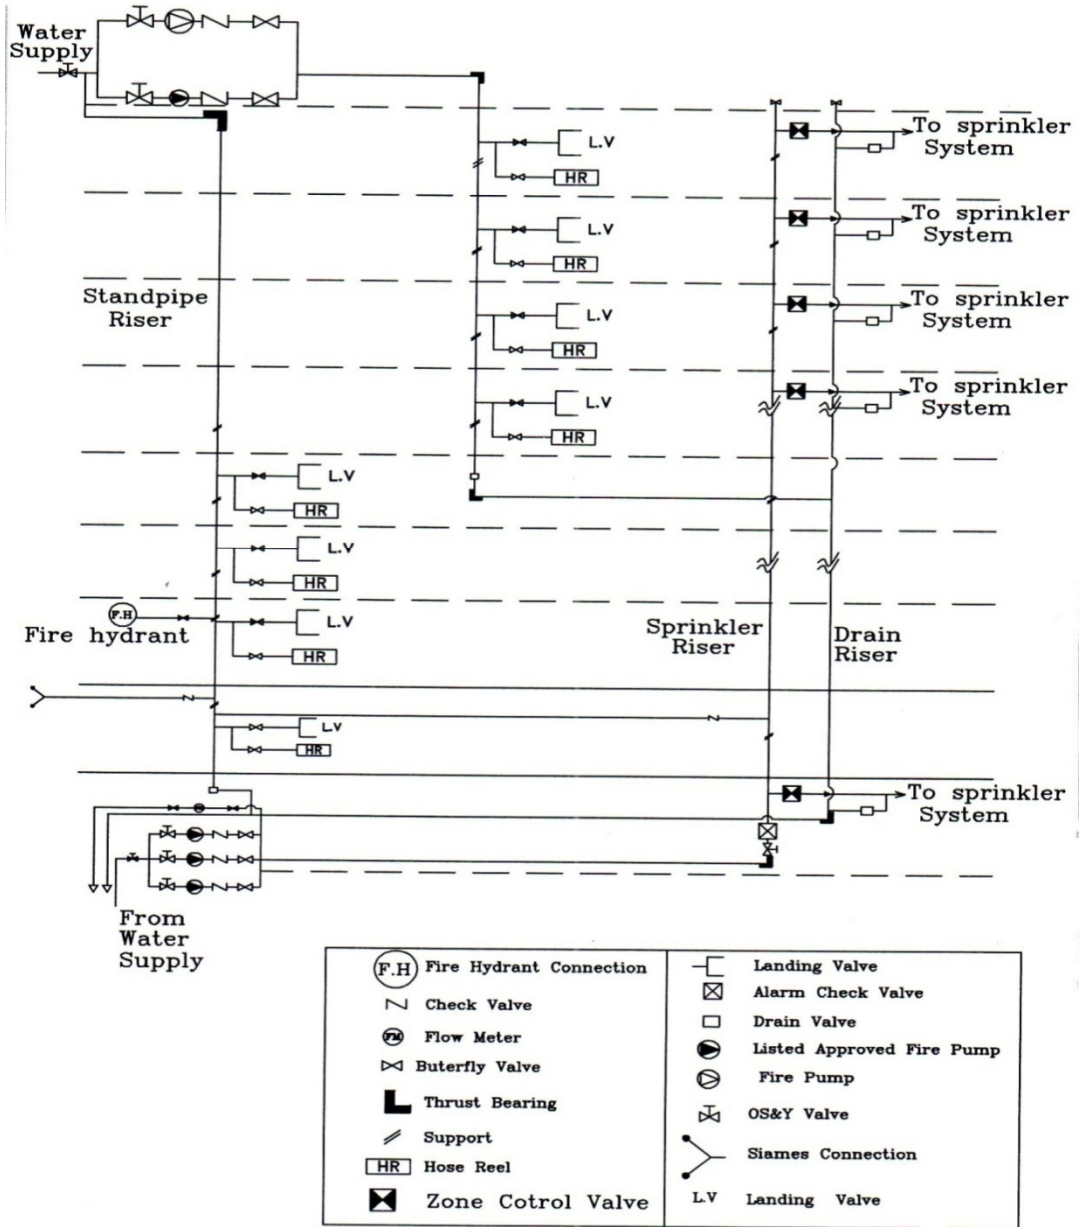 Water
Supply
L.V
HR
To sprinkler
System
L.V
HR
To sprinkler
System
Standpipe
Riser
L.V
HR
To sprinkler
System
L.V
HR
To sprinkler
System
L.V
HR
L.V
HR
F.H
Fire hydrant
L.V
HR
Sprinkler
Riser
Drain
Riser
L.V
HR
To sprinkler
System
From
Water
Supply
F.H Fire Hydrant Connection
Check Valve
FM Flow Meter
Buterfly Valve
Thrust Bearing
Support
HR Hose Reel
Zone Cotrol Valve
Landing Valve
Alarm Check Valve
Drain Valve
Listed Approved Fire Pump
Fire Pump
OS&Y Valve
Siames Connection
L.V Landing Valve